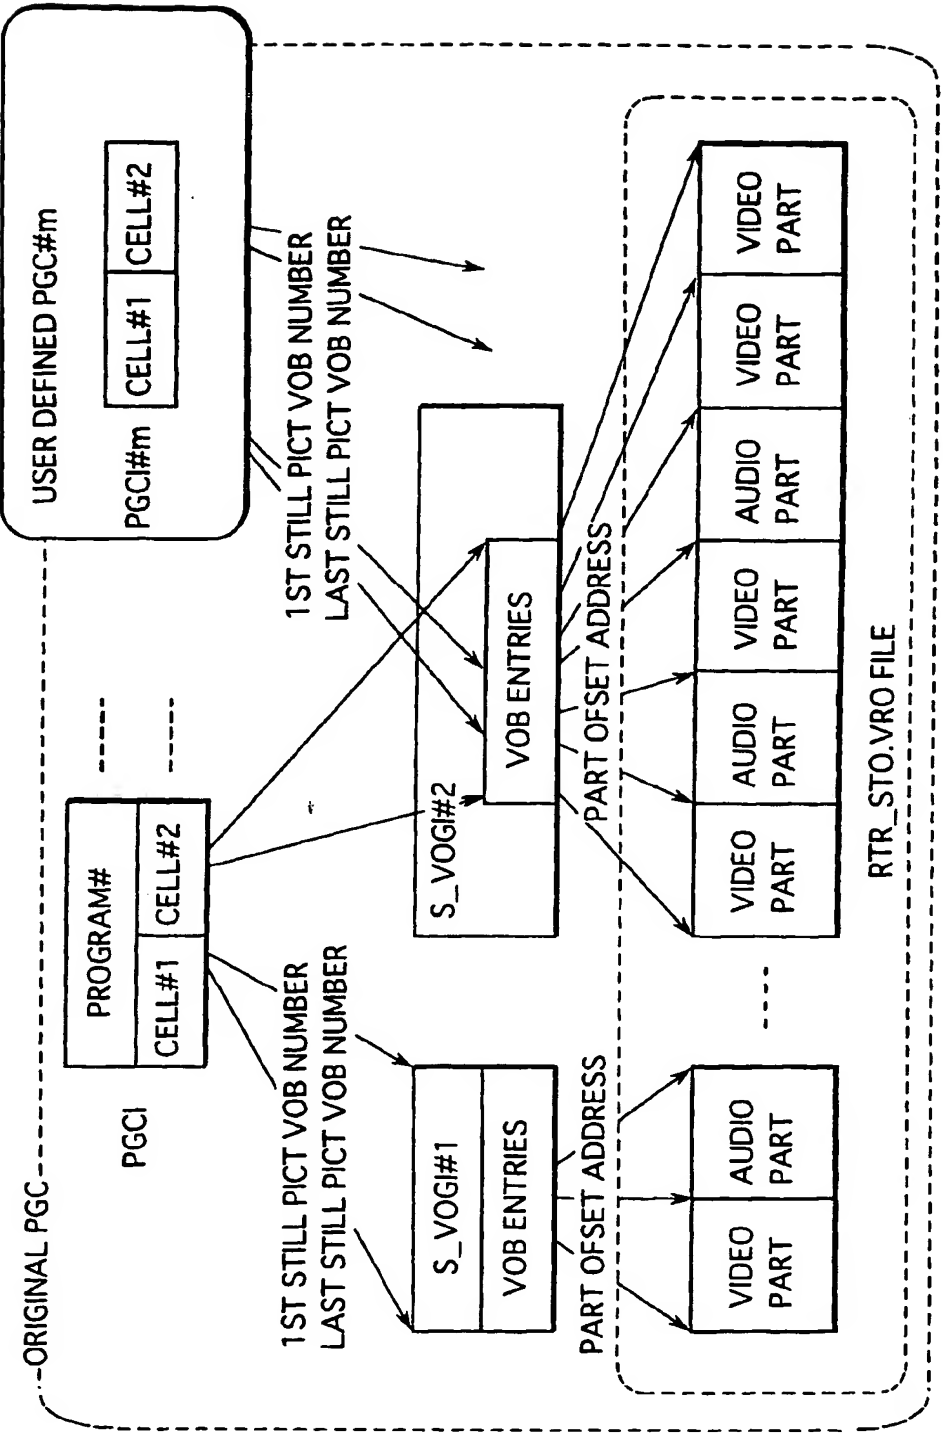 ORIGINAL PGC
USER DEFINED PGC#m
PROGRAM#
PGCI
CELL#1
CELL#2
PGCI#m
CELL#1
CELL#2
1ST STILL PICT VOB NUMBER
LAST STILL PICT VOB NUMBER
1ST STILL PICT VOB NUMBER
LAST STILL PICT VOB NUMBER
S_VOGI#1
VOB ENTRIES
S_VOGI#2
VOB ENTRIES
PART OFSET ADDRESS
PART OFSET ADDRESS
VIDEO
PART
AUDIO
PART
VIDEO
PART
AUDIO
PART
VIDEO
PART
AUDIO
PART
VIDEO
PART
VIDEO
PART
RTR_STO.VRO FILE